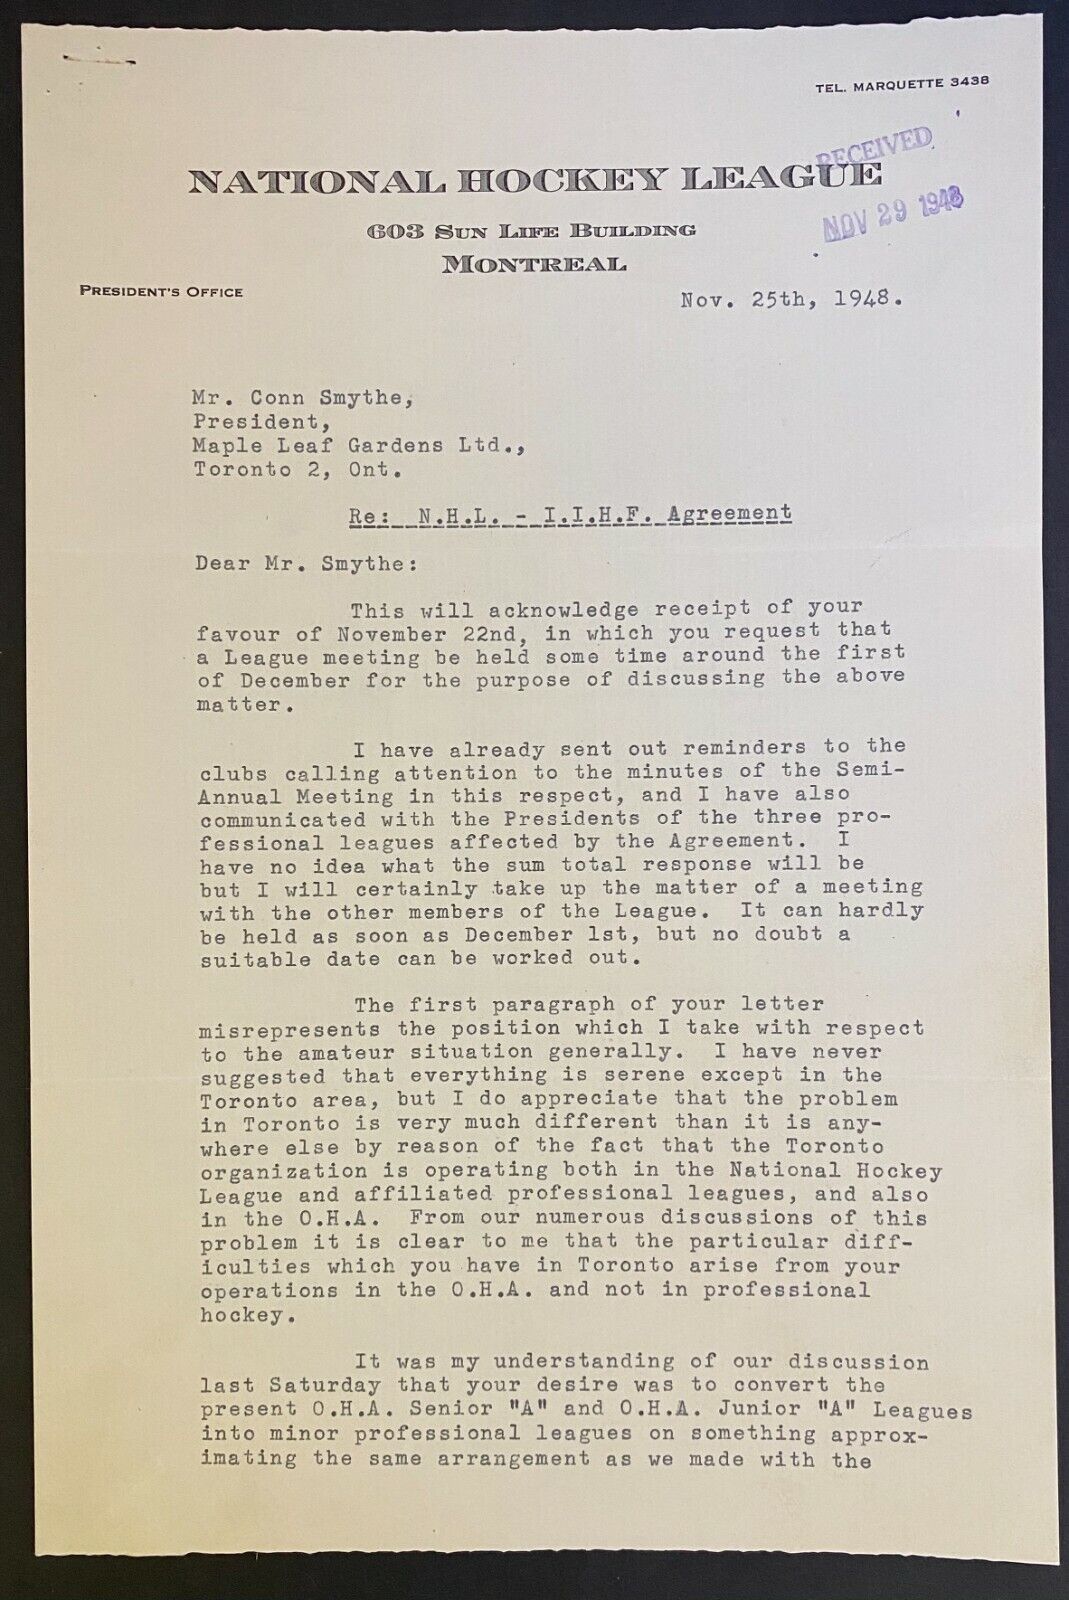 TEL. MARQUETTE 3438
RECEIVED
NATIONAL HOCKEY LEAGUE
NOV 29 1948
603 SUN LIFE BUILDING
MONTREAL
PRESIDENT'S OFFICE
Nov. 25th, 1948.
Mr. Conn Smythe,
President,
Maple Leaf Gardens Ltd.,
Toronto 2, Ont.
Re: N.H.L. - I.I.H.F. Agreement
Dear Mr. Smythe:
This will acknowledge receipt of your
favour of November 22nd, in which you request that
a League meeting be held some time around the first
of December for the purpose of discussing the above
matter.
I have already sent out reminders to the
clubs calling attention to the minutes of the Semi-
Annual Meeting in this respect, and I have also
communicated with the Presidents of the three pro-
fessional leagues affected by the Agreement. I
have no idea what the sum total response will be
but I will certainly take up the matter of a meeting
with the other members of the League. It can hardly
be held as soon as December 1st, but no doubt a
suitable date can be worked out.
The first paragraph of your letter
misrepresents the position which I take with respect
to the amateur situation generally. I have never
suggested that everything is serene except in the
Toronto area, but I do appreciate that the problem
in Toronto is very much different than it is any-
where else by reason of the fact that the Toronto
organization is operating both in the National Hockey
League and affiliated professional leagues, and also
in the O.H.A. From our numerous discussions of this
problem it is clear to me that the particular diff-
iculties which you have in Toronto arise from your
operations in the O.H.A. and not in professional
hockey.
It was my understanding of our discussion
last Saturday that your desire was to convert the
present O.H.A. Senior "A" and O.H.A. Junior "A" Leagues
into minor professional leagues on something approx-
imating the same arrangement as we made with the